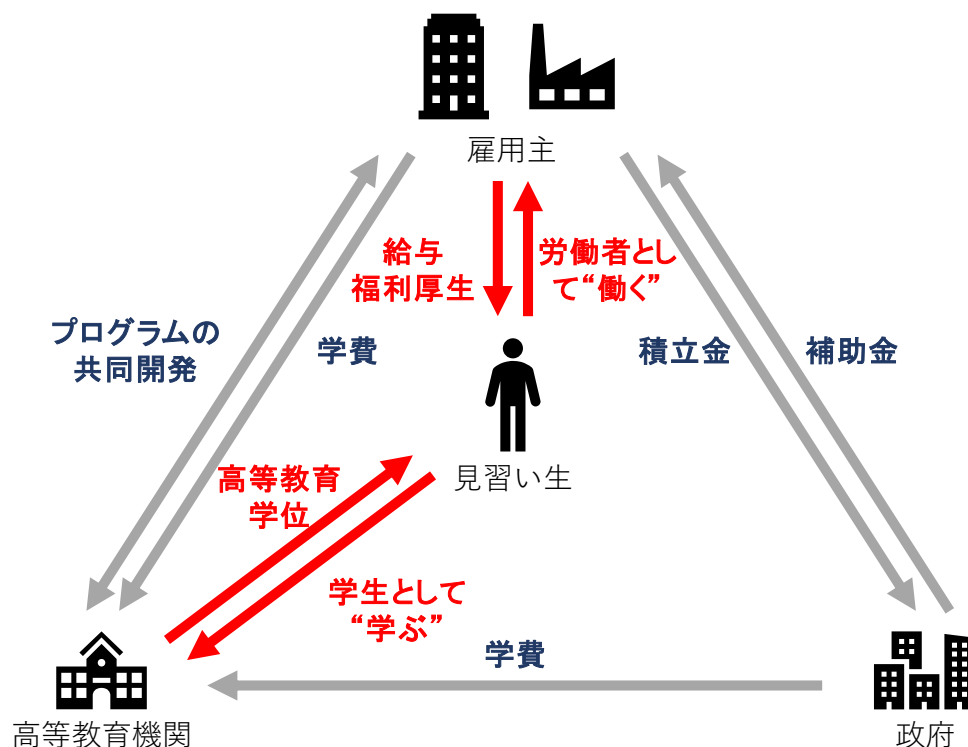 雇用主
給与
福利厚生
労働者とし
て“働く”
プログラムの
共同開発
学費
積立金
補助金
見習い生
高等教育
学位
学生として
“学ぶ”
学費
高等教育機関
政府